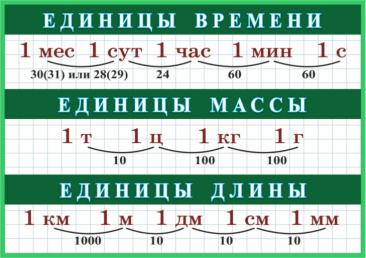 ЕДИНИЦЫ ВРЕМЕНИ
1 мес 1 сут 1 час 1 мин 1 с
30(31) или 28(29) 24 60 60
ЕДИНИЦЫ МАССЫ
1 т 1 ц 1 кг 1 г
10 100 100
ЕДИНИЦЫ ДЛИНЫ
1 км 1 м 1 дм 1 см 1 мм
1000 10 10 10